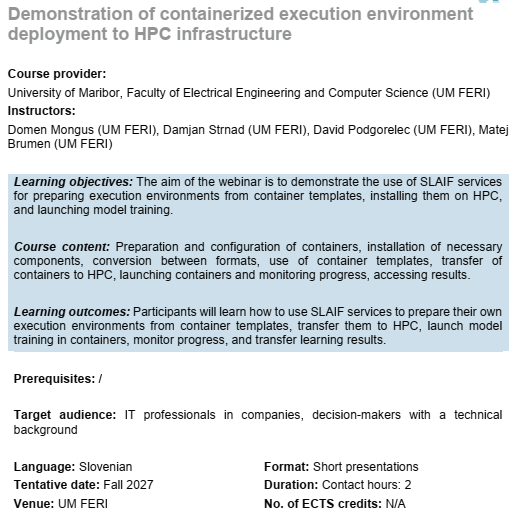 Demonstration of containerized execution environment
deployment to HPC infrastructure
Course provider:
University of Maribor, Faculty of Electrical Engineering and Computer Science (UM FERI)
Instructors:
Domen Mongus (UM FERI), Damjan Strnad (UM FERI), David Podgorelec (UM FERI), Matej
Brumen (UM FERI)
Learning objectives: The aim of the webinar is to demonstrate the use of SLAIF services
for preparing execution environments from container templates, installing them on HPC,
and launching model training.
Course content: Preparation and configuration of containers, installation of necessary
components, conversion between formats, use of container templates, transfer of
containers to HPC, launching containers and monitoring progress, accessing results.
Learning outcomes: Participants will learn how to use SLAIF services to prepare their own
execution environments from container templates, transfer them to HPC, launch model
training in containers, monitor progress, and transfer learning results.
Prerequisites: /
Target audience: IT professionals in companies, decision-makers with a technical
background
Language: Slovenian
Format: Short presentations
Tentative date: Fall 2027
Duration: Contact hours: 2
Venue: UM FERI
No. of ECTS credits: N/A